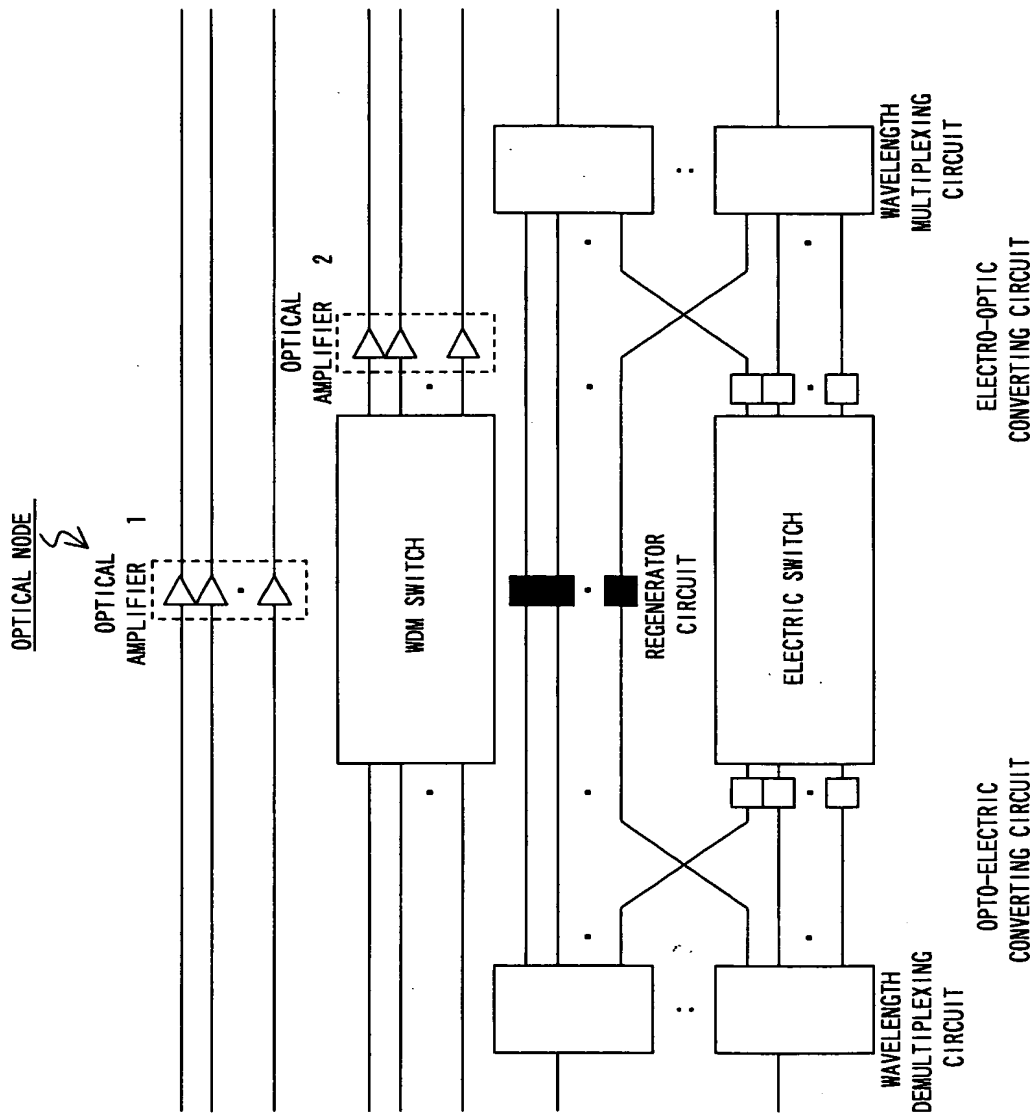 OPTICAL NODE
OPTICAL
AMPLIFIER 1
OPTICAL
AMPLIFIER 2
WDM SWITCH
REGENERATOR
CIRCUIT
ELECTRIC SWITCH
WAVELENGTH
DEMULTIPLEXING
CIRCUIT
OPTO-ELECTRIC
CONVERTING CIRCUIT
ELECTRO-OPTIC
CONVERTING CIRCUIT
WAVELENGTH
MULTIPLEXING
CIRCUIT